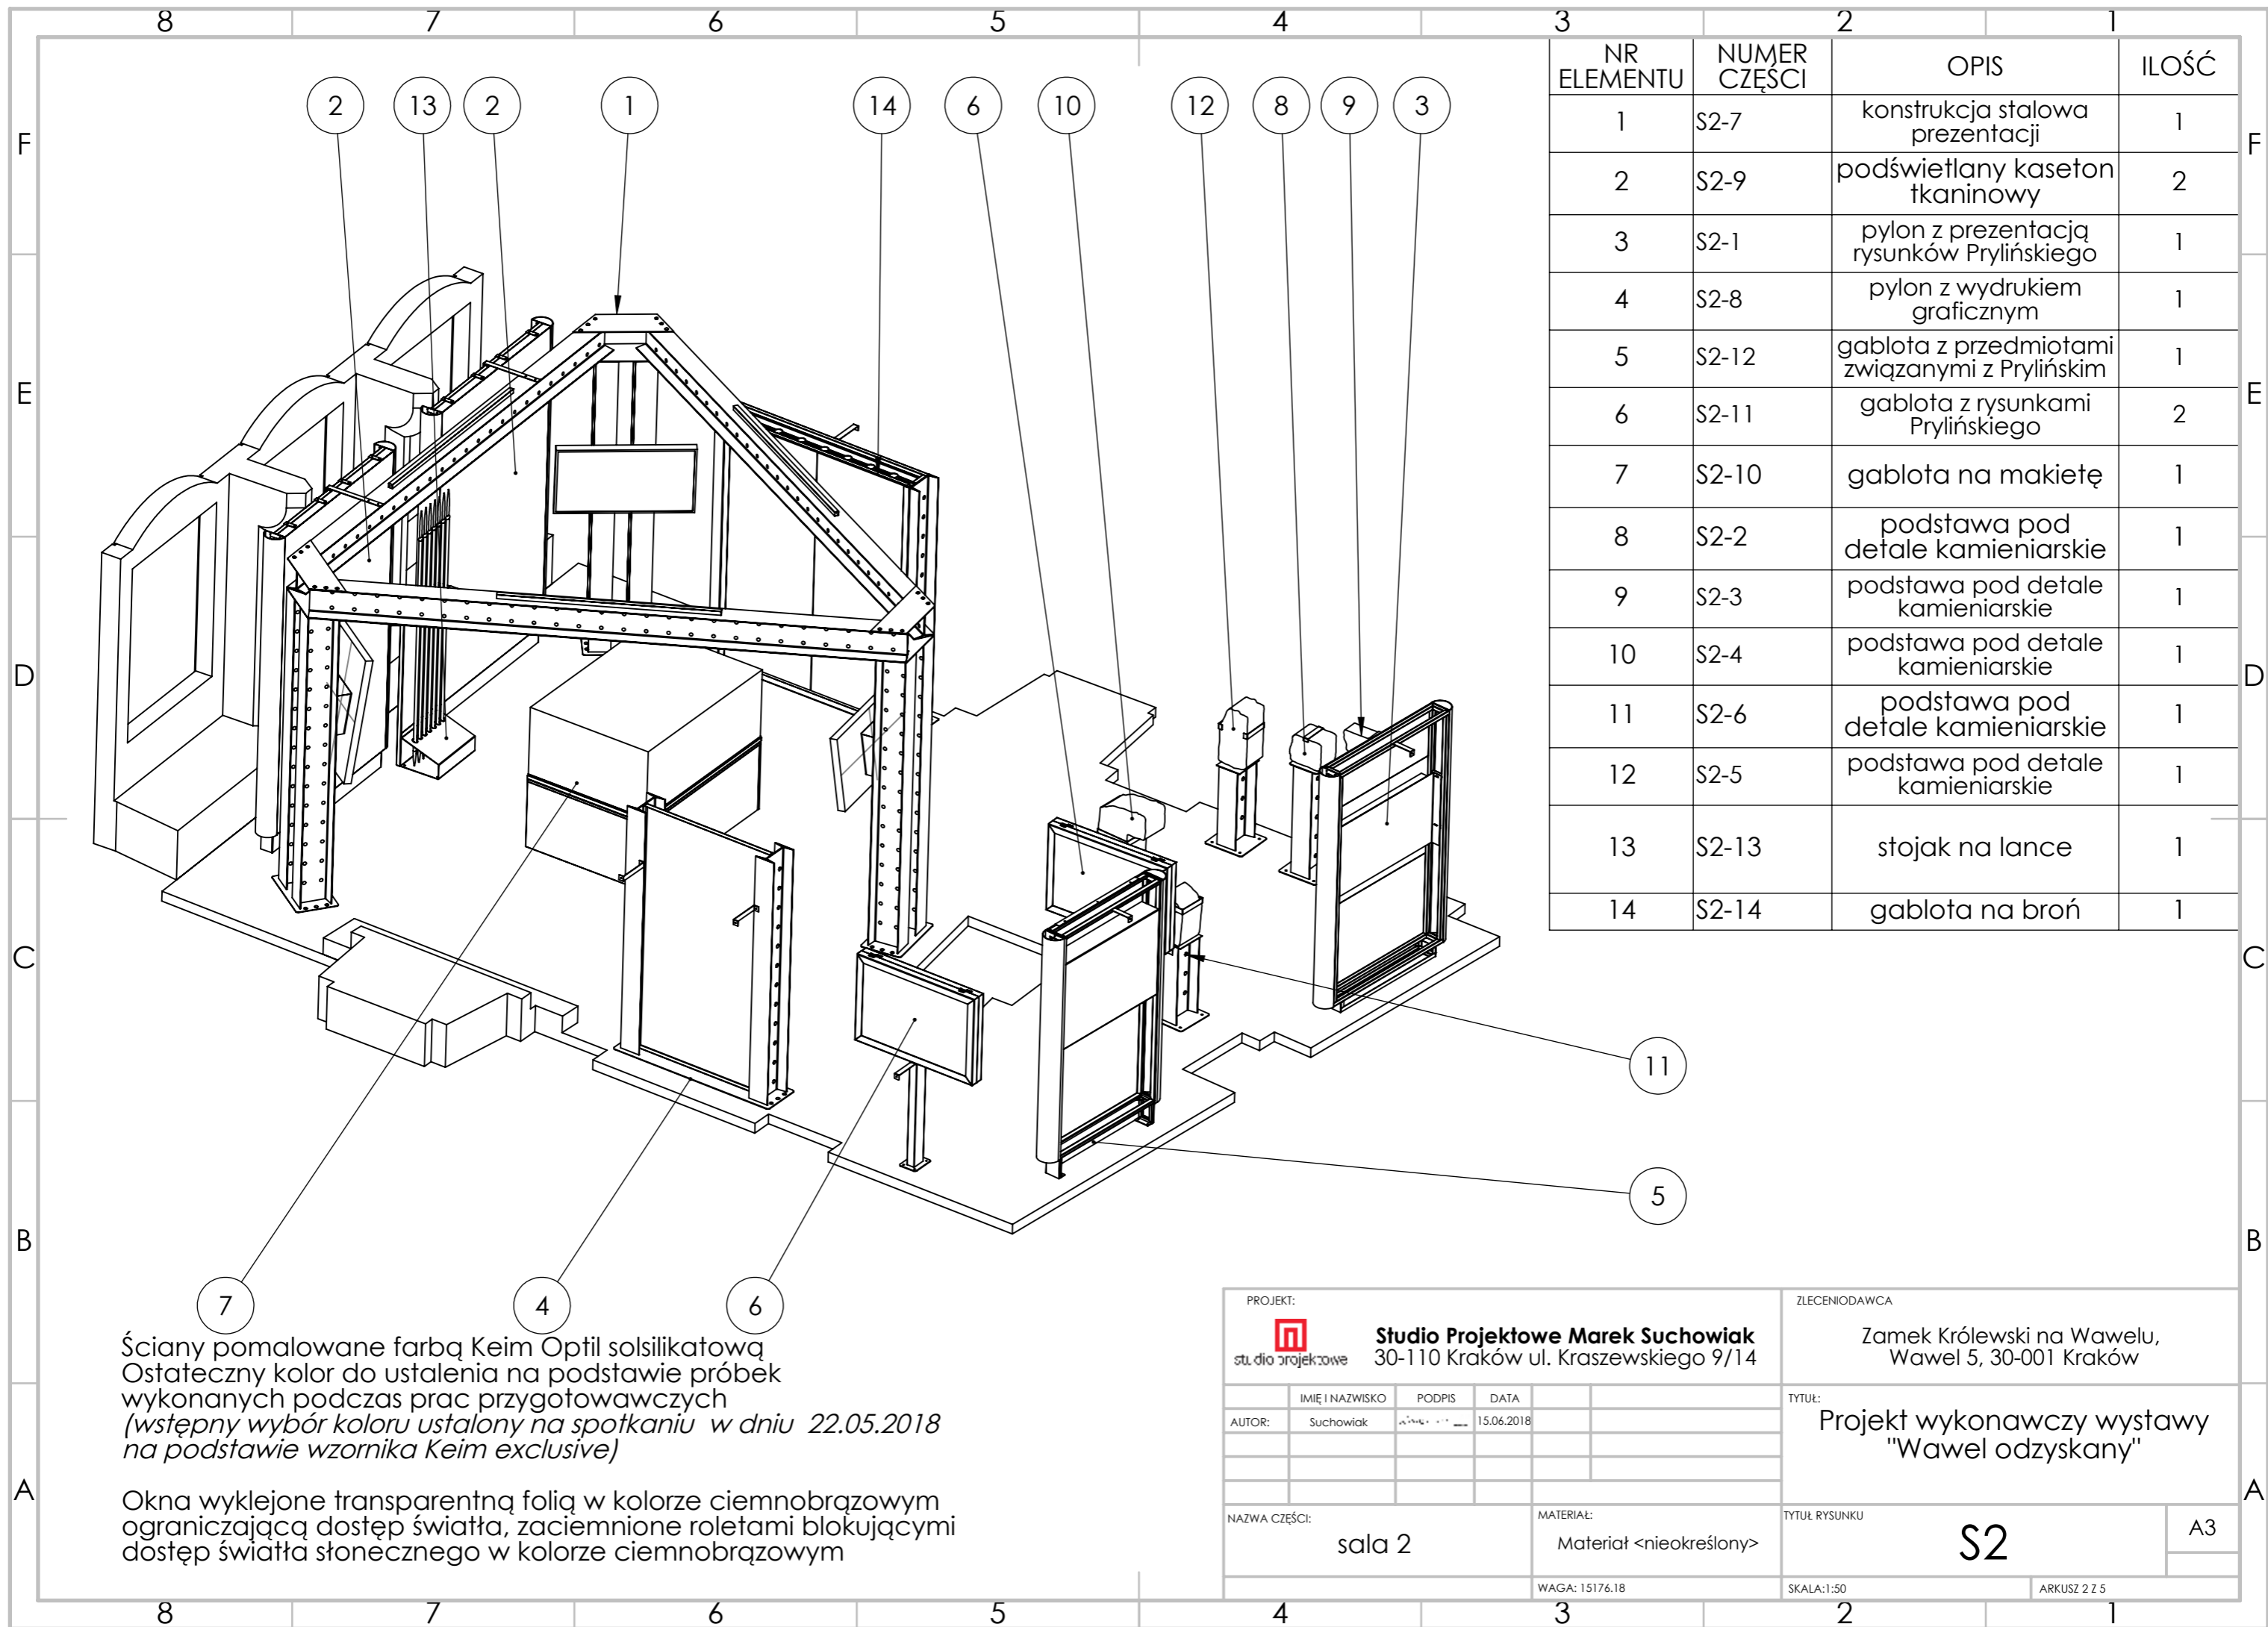 8 7 6 5 4 3 2 1
F
E
D
C
B
A
2 13 2 1 14 6 10 12 8 9 3
11
5
7 4 6
NR ELEMENTU NUMER CZĘŚCI OPIS ILOŚĆ
1 S2-7 konstrukcja stalowa prezentacji 1
2 S2-9 podświetlany kaseton tkaninowy 2
3 S2-1 pylon z prezentacją rysunków Prylińskiego 1
4 S2-8 pylon z wydrukiem graficznym 1
5 S2-12 gablota z przedmiotami związanymi z Prylińskim 1
6 S2-11 gablota z rysunkami Prylińskiego 2
7 S2-10 gablota na makietę 1
8 S2-2 podstawa pod detale kamieniarskie 1
9 S2-3 podstawa pod detale kamieniarskie 1
10 S2-4 podstawa pod detale kamieniarskie 1
11 S2-6 podstawa pod detale kamieniarskie 1
12 S2-5 podstawa pod detale kamieniarskie 1
13 S2-13 stojak na lance 1
14 S2-14 gablota na broń 1
F
E
D
C
B
A
Ściany pomalowane farbą Keim Optil solsilikatową
Ostateczny kolor do ustalenia na podstawie próbek
wykonanych podczas prac przygotowawczych
(wstępny wybór koloru ustalony na spotkaniu w dniu 22.05.2018
na podstawie wzornika Keim exclusive)
Okna wyklejone transparentną folią w kolorze ciemnobrązowym
ograniczającą dostęp światła, zaciemnione roletami blokującymi
dostęp światła słonecznego w kolorze ciemnobrązowym
PROJEKT:
studio projektowe
Studio Projektowe Marek Suchowiak
30-110 Kraków ul. Kraszewskiego 9/14
ZLECENIODAWCA
Zamek Królewski na Wawelu,
Wawel 5, 30-001 Kraków
IMIĘ I NAZWISKO PODPIS DATA
AUTOR: Suchowiak 15.06.2018
TYTUŁ:
Projekt wykonawczy wystawy
"Wawel odzyskany"
NAZWA CZĘŚCI:
sala 2
MATERIAŁ:
Materiał <nieokreślony>
TYTUŁ RYSUNKU
S2
A3
WAGA: 15176.18
SKALA:1:50
ARKUSZ 2 Z 5
8 7 6 5 4 3 2 1